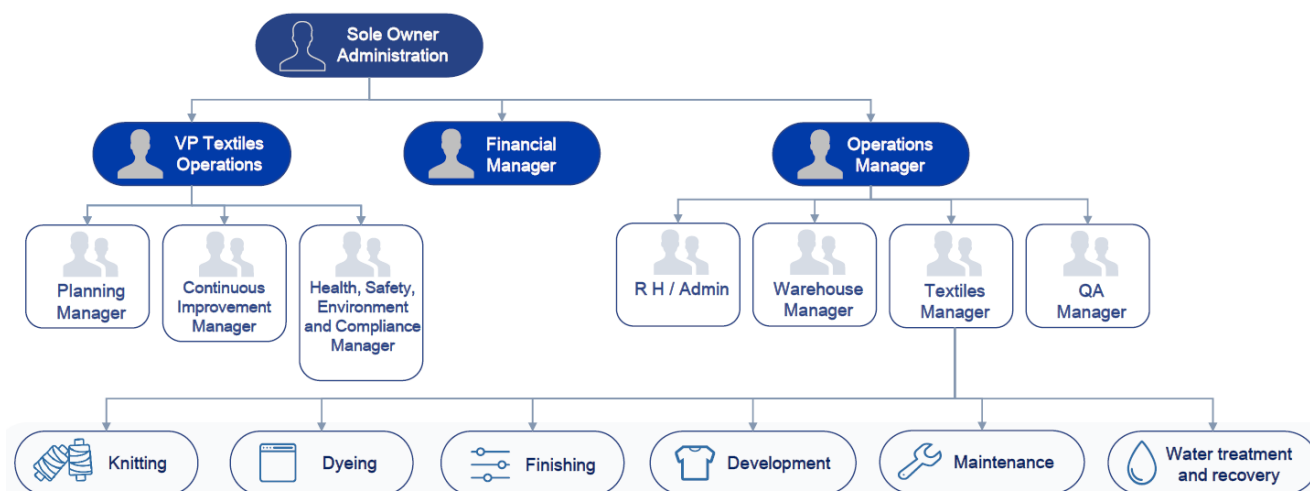 Sole Owner
Administration
VP Textiles
Operations
Financial
Manager
Operations
Manager
Planning
Manager
Continuous
Improvement
Manager
Health, Safety,
Environment
and Compliance
Manager
R H / Admin
Warehouse
Manager
Textiles
Manager
QA
Manager
Knitting
Dyeing
Finishing
Development
Maintenance
Water treatment
and recovery